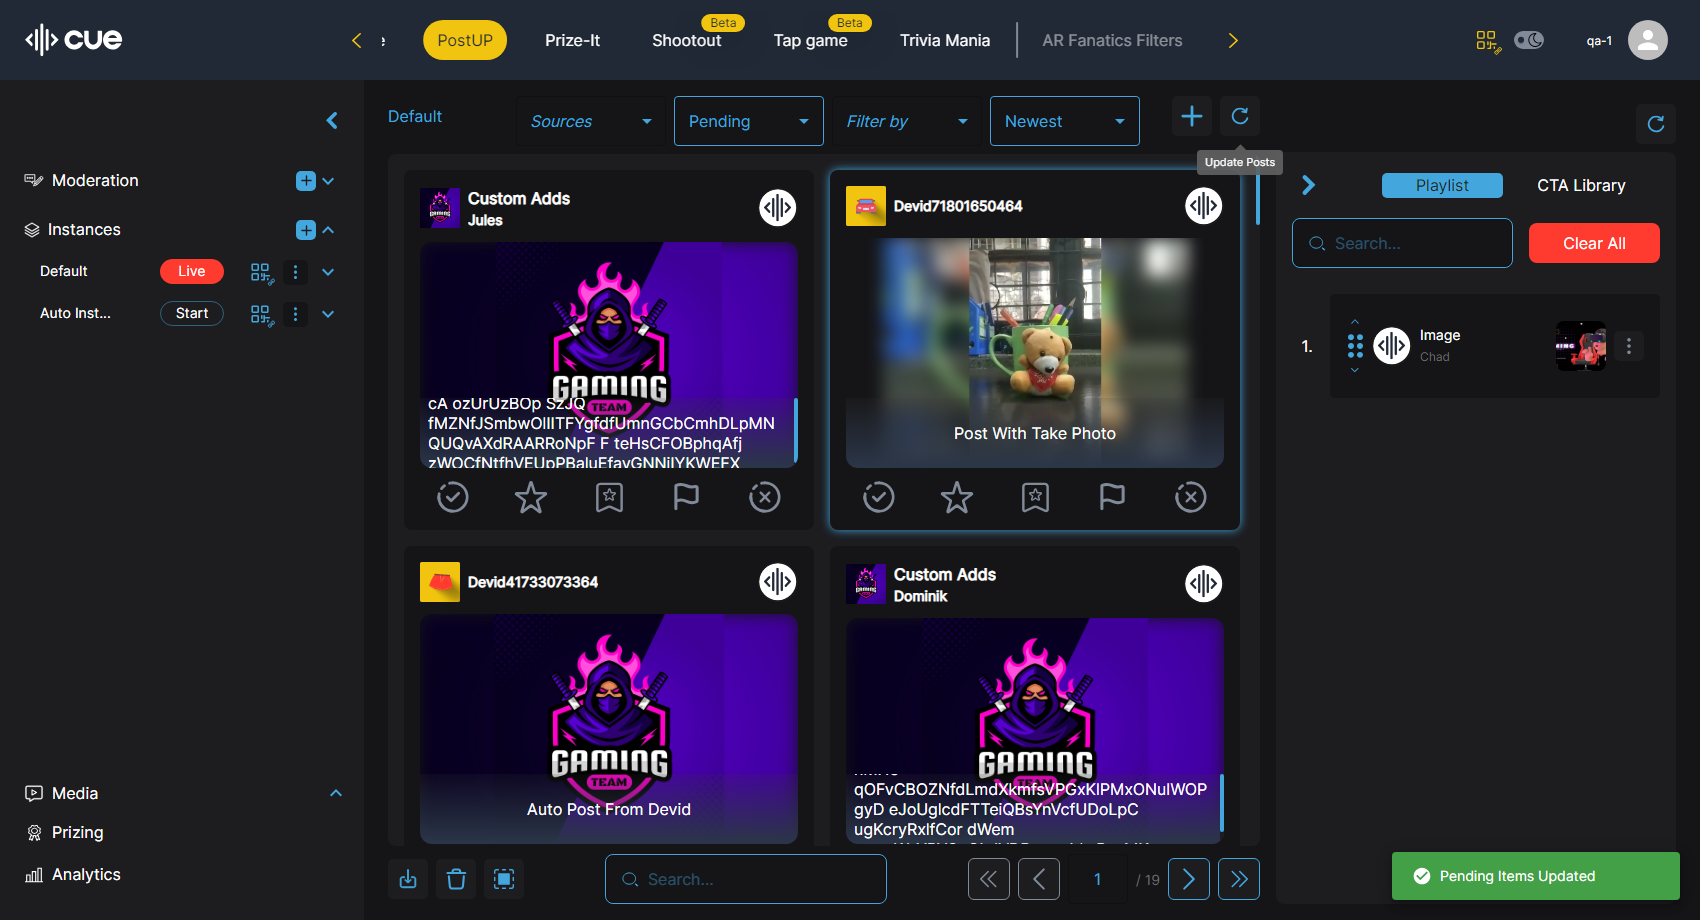 cue
PostUP
Prize-It
Shootout
Beta
Tap game
Beta
Trivia Mania
AR Fanatics Filters
qa-1
Moderation
Instances
Default
Live
Auto Inst...
Start
Media
Prizing
Analytics
Default
Sources
Pending
Filter by
Newest
Update Posts
Custom Adds
Jules
GAMING
TEAM
cA ozUrUzBOp SzJQ
fMZNfJSmbwOlIITFYgfdfUmnGCbCmhDLpMN
QUQvAXdRAARRoNpF F teHsCFOBphqAfj
Devid71801650464
Post With Take Photo
Devid41733073364
GAMING
TEAM
Auto Post From Devid
Custom Adds
Dominik
GAMING
TEAM
qOFvCBOZNfdLmdXkmfsVPGxKlPMxONulWOP
gyD eJoUglcdFTTeiQBsYnVcfUDoLpC
ugKcryRxlfCor dWem
Search...
1
/ 19
Playlist
CTA Library
Search...
Clear All
1.
Image
Chad
Pending Items Updated